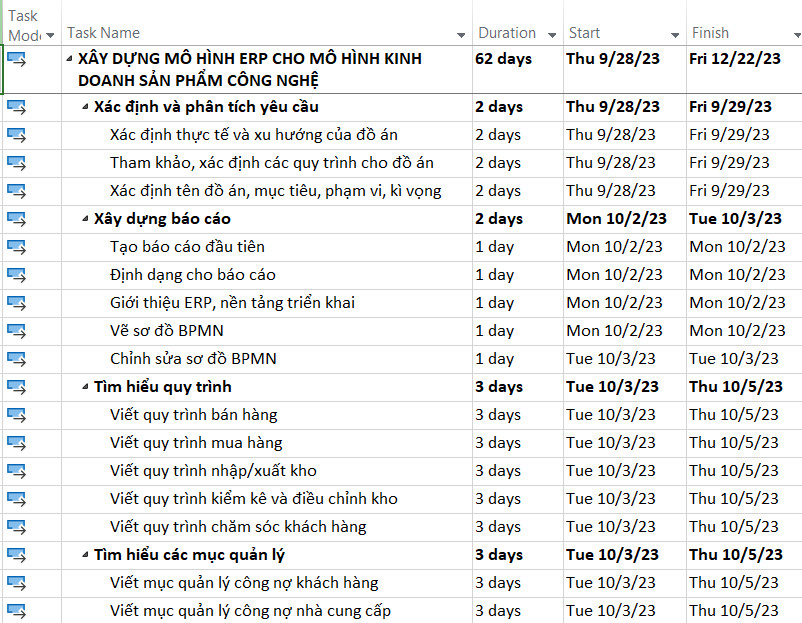 Task
Mod Task Name Duration Start Finish
XÂY DỰNG MÔ HÌNH ERP CHO MÔ HÌNH KINH 62 days Thu 9/28/23 Fri 12/22/23
DOANH SẢN PHẨM CÔNG NGHỆ
Xác định và phân tích yêu cầu 2 days Thu 9/28/23 Fri 9/29/23
Xác định thực tế và xu hướng của đồ án 2 days Thu 9/28/23 Fri 9/29/23
Tham khảo, xác định các quy trình cho đồ án 2 days Thu 9/28/23 Fri 9/29/23
Xác định tên đồ án, mục tiêu, phạm vi, kì vọng 2 days Thu 9/28/23 Fri 9/29/23
Xây dựng báo cáo 2 days Mon 10/2/23 Tue 10/3/23
Tạo báo cáo đầu tiên 1 day Mon 10/2/23 Mon 10/2/23
Định dạng cho báo cáo 1 day Mon 10/2/23 Mon 10/2/23
Giới thiệu ERP, nền tảng triển khai 1 day Mon 10/2/23 Mon 10/2/23
Vẽ sơ đồ BPMN 1 day Mon 10/2/23 Mon 10/2/23
Chỉnh sửa sơ đồ BPMN 1 day Tue 10/3/23 Tue 10/3/23
Tìm hiểu quy trình 3 days Tue 10/3/23 Thu 10/5/23
Viết quy trình bán hàng 3 days Tue 10/3/23 Thu 10/5/23
Viết quy trình mua hàng 3 days Tue 10/3/23 Thu 10/5/23
Viết quy trình nhập/xuất kho 3 days Tue 10/3/23 Thu 10/5/23
Viết quy trình kiểm kê và điều chỉnh kho 3 days Tue 10/3/23 Thu 10/5/23
Viết quy trình chăm sóc khách hàng 3 days Tue 10/3/23 Thu 10/5/23
Tìm hiểu các mục quản lý 3 days Tue 10/3/23 Thu 10/5/23
Viết mục quản lý công nợ khách hàng 3 days Tue 10/3/23 Thu 10/5/23
Viết mục quản lý công nợ nhà cung cấp 3 days Tue 10/3/23 Thu 10/5/23